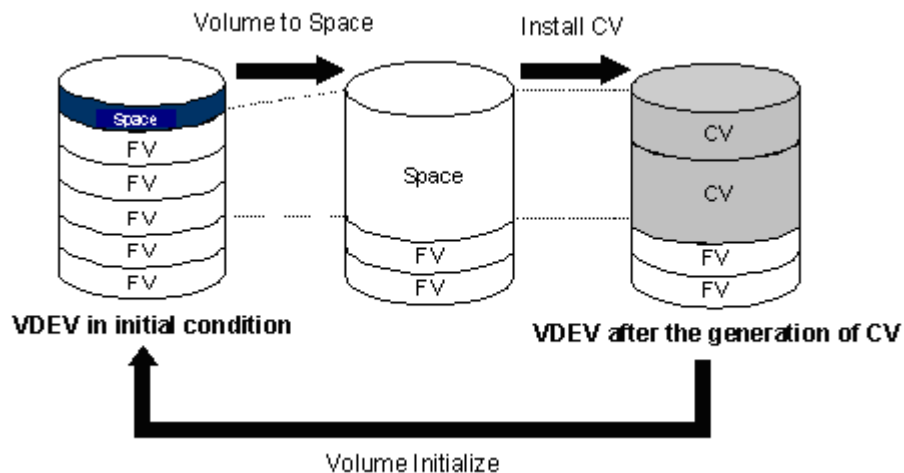 Volume to Space
Install CV
Space
FV
FV
FV
FV
FV
Space
FV
FV
CV
CV
FV
FV
VDEV in initial condition
VDEV after the generation of CV
Volume Initialize